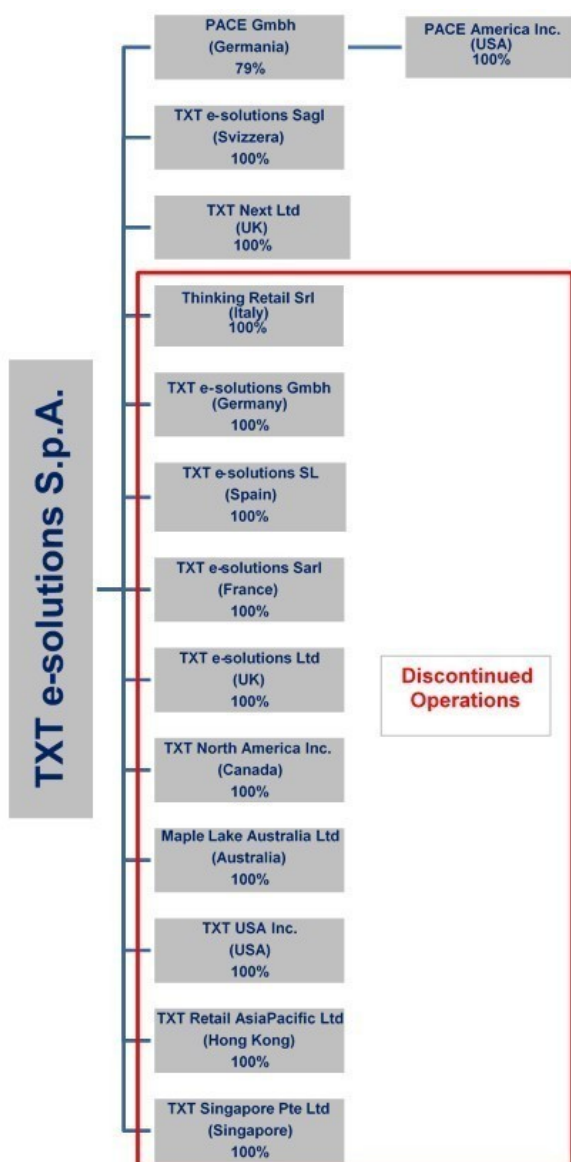 PACE Gmbh
(Germania)
79%
PACE America Inc.
(USA)
100%
TXT e-solutions Sagl
(Svizzera)
100%
TXT Next Ltd
(UK)
100%
Thinking Retail Srl
(Italy)
100%
TXT e-solutions Gmbh
(Germany)
100%
TXT e-solutions SL
(Spain)
100%
TXT e-solutions Sarl
(France)
100%
TXT e-solutions Ltd
(UK)
100%
TXT North America Inc.
(Canada)
100%
Maple Lake Australia Ltd
(Australia)
100%
TXT USA Inc.
(USA)
100%
TXT Retail AsiaPacific Ltd
(Hong Kong)
100%
TXT Singapore Pte Ltd
(Singapore)
100%
TXT e-solutions S.p.A.
Discontinued
Operations